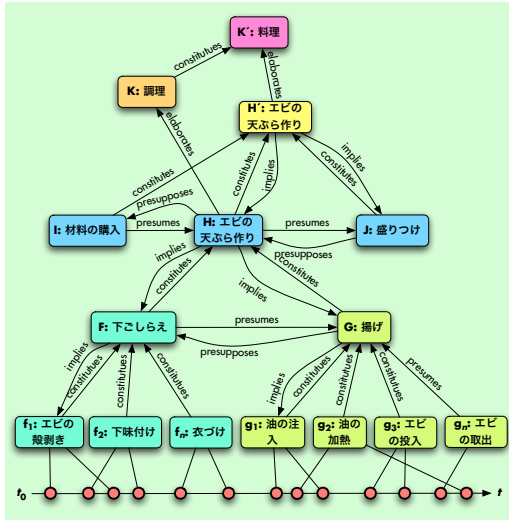 K´: 料理
constitutes
elaborates
K: 調理
H´: エビの
天ぷら作り
elaborates
constitutes
constitutes
implies
implies
constitutes
presupposes
I: 材料の購入
presumes
H: エビの
天ぷら作り
presumes
J: 盛りつけ
presupposes
implies
constitutes
constitutes
implies
F: 下ごしらえ
presumes
G: 揚げ
presupposes
implies
constitutes
constitutes
constitutes
implies
constitutes
constitutes
constitutes
presumes
f1: エビの
殻剥き
f2: 下味付け
fn: 衣づけ
g1: 油の注
入
g2: 油の
加熱
g3: エビ
の投入
gn: エビ
の取出
t0
t